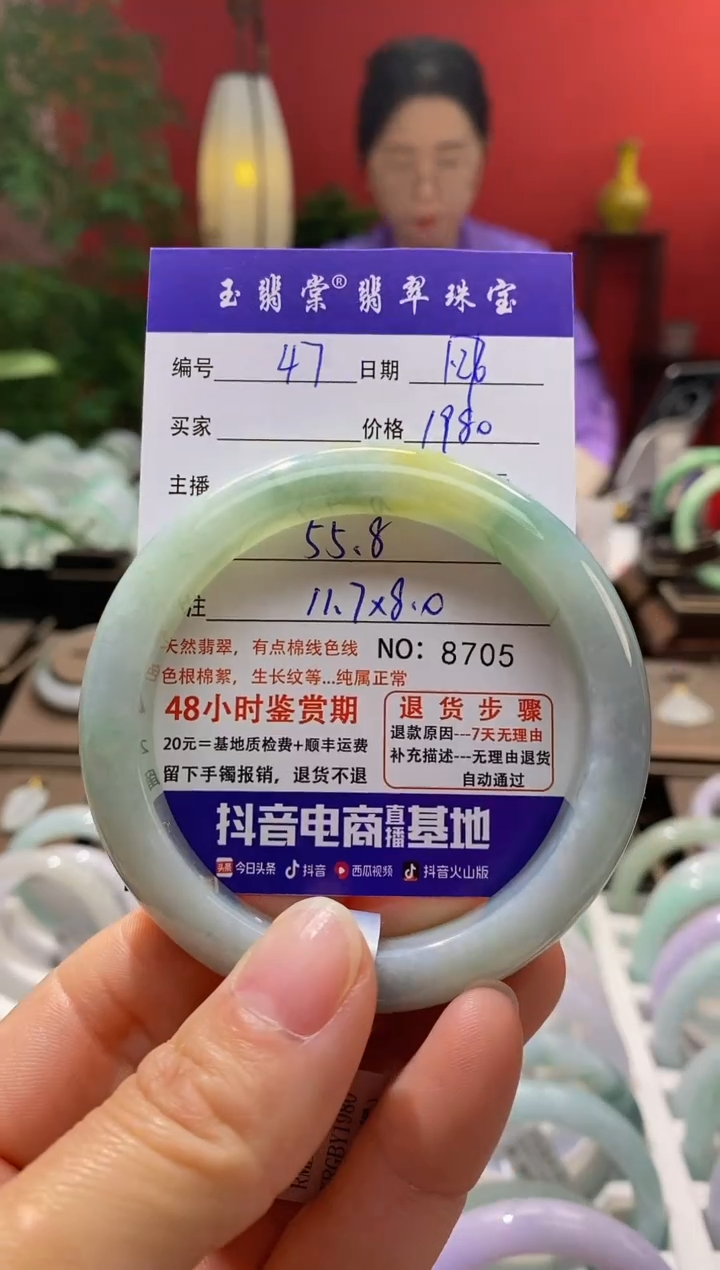 玉翡棠®翡翠珠宝
编号 47 日期 1.26
买家 价格 1980
主播
55.8
注 11.7x8.0
天然翡翠，有点棉线色线 NO：8705
色根棉絮，生长纹等...纯属正常
48小时鉴赏期
20元＝基地质检费+顺丰运费
留下手镯报销，退货不退
退货步骤
退款原因---7天无理由
补充描述---无理由退货
自动通过
抖音电商直播基地
头条 今日头条 抖音 西瓜视频 抖音火山版